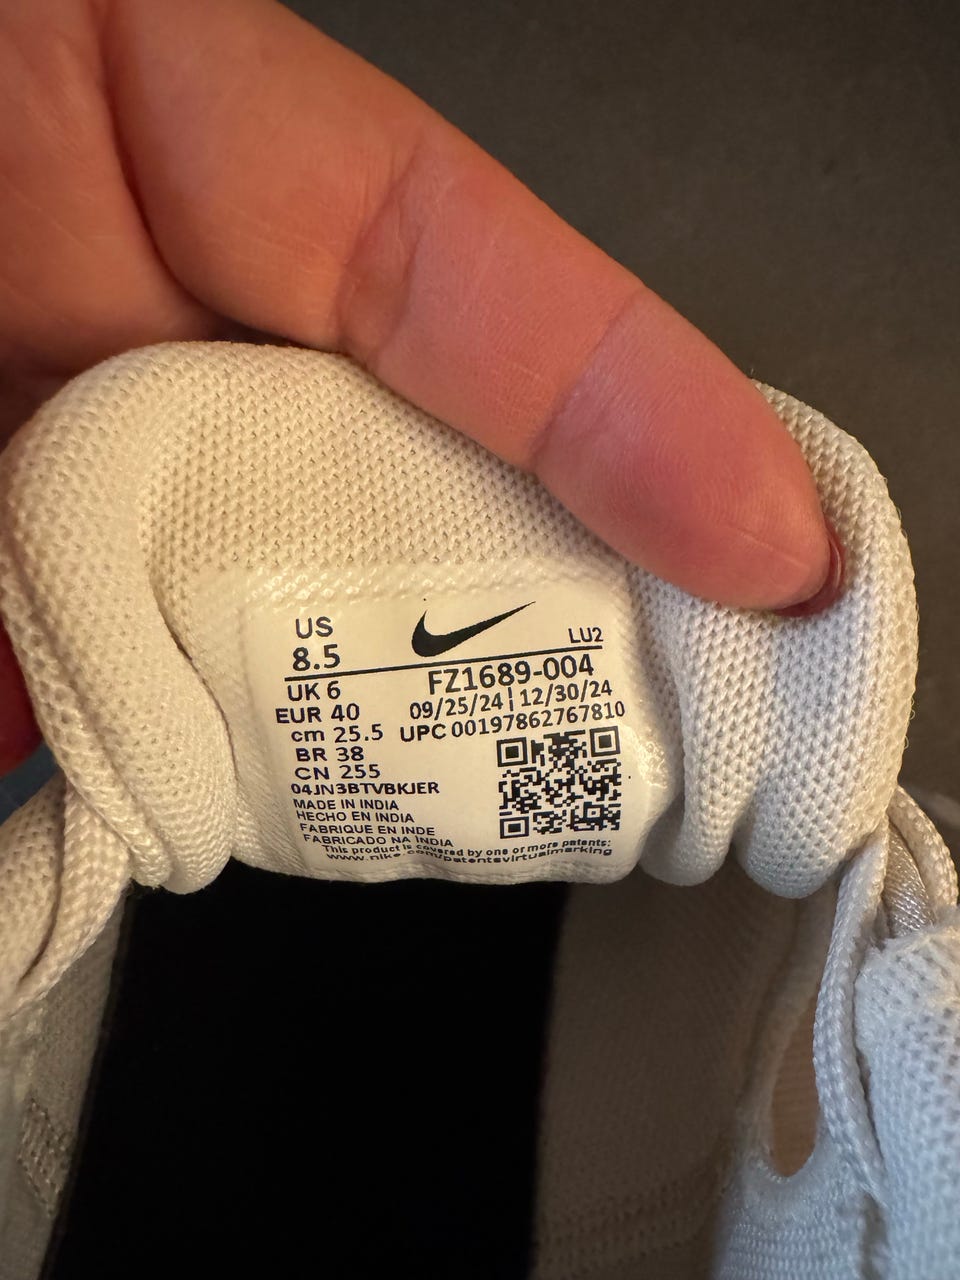 US
8.5
LU2
UK 6
FZ1689-004
EUR 40
09/25/24 | 12/30/24
cm 25.5
UPC 00197862767810
BR 38
CN 255
04JN3BTVBKJER
MADE IN INDIA
HECHO EN INDIA
FABRIQUE EN INDE
FABRICADO NA ÍNDIA
This product is covered by one or more patents:
www.nike.com/patentsvirtualmarking